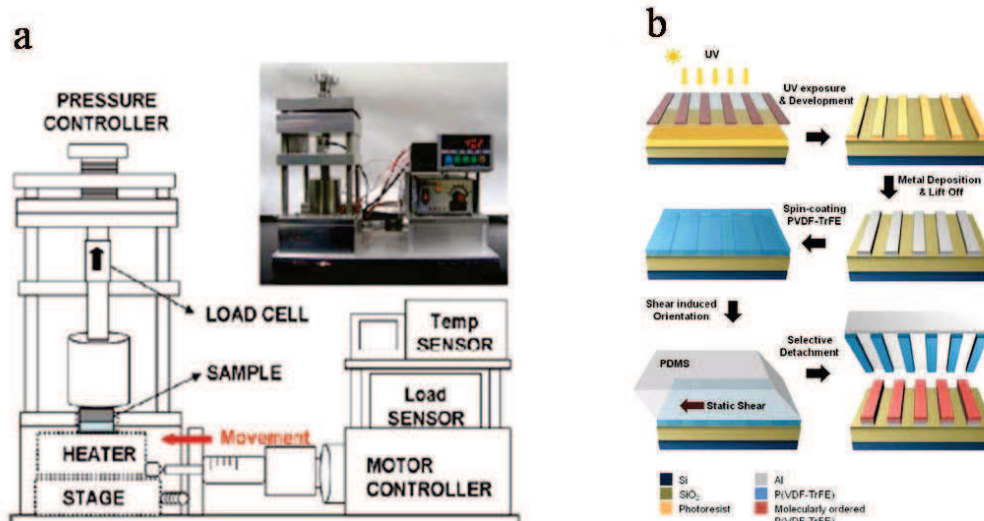 a
PRESSURE
CONTROLLER
LOAD CELL
SAMPLE
Temp
SENSOR
Load
SENSOR
Movement
HEATER
STAGE
MOTOR
CONTROLLER
b
UV
UV exposure
& Development
Metal Deposition
& Lift Off
Spin-coating
PVDF-TrFE
Shear induced
Orientation
Selective
Detachment
PDMS
Static Shear
Si
SiO₂
Photoresist
Al
P(VDF-TrFE)
Molecularly ordered
P(VDF-TrFE)